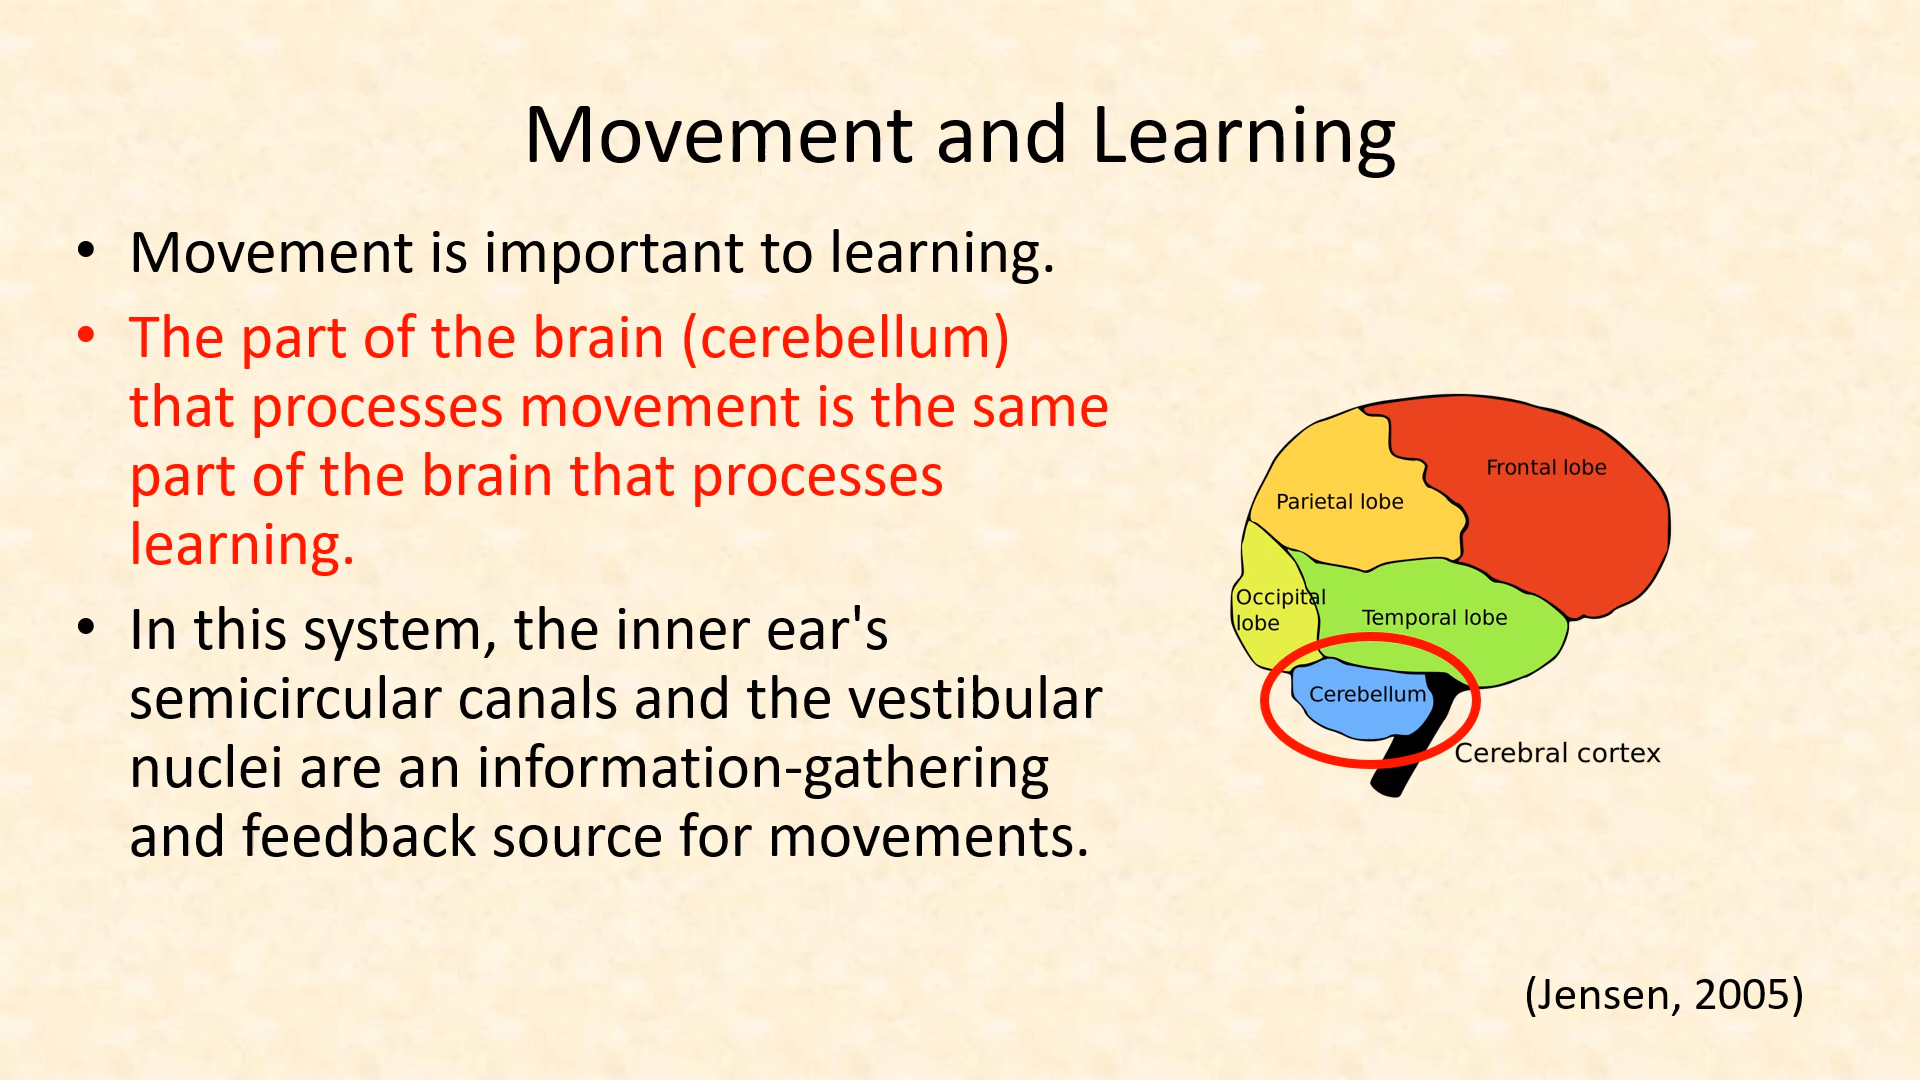 Movement and Learning
• Movement is important to learning.
• The part of the brain (cerebellum)
that processes movement is the same
part of the brain that processes
learning.
• In this system, the inner ear's
semicircular canals and the vestibular
nuclei are an information-gathering
and feedback source for movements.
Frontal lobe
Parietal lobe
Occipital
lobe
Temporal lobe
Cerebellum
Cerebral cortex
(Jensen, 2005)